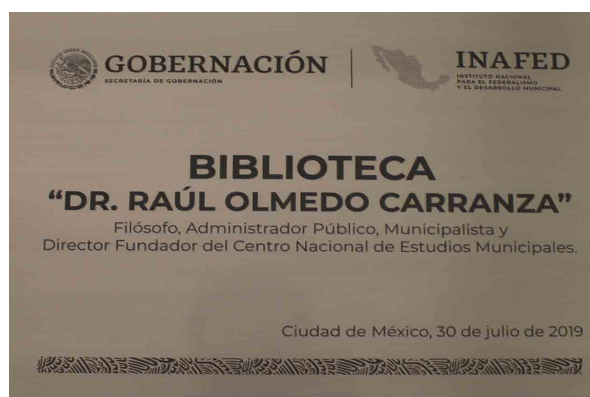 GOBERNACIÓN
SECRETARÍA DE GOBERNACIÓN
INAFED
INSTITUTO NACIONAL
PARA EL FEDERALISMO
Y EL DESARROLLO MUNICIPAL
BIBLIOTECA
“DR. RAÚL OLMEDO CARRANZA”
Filósofo, Administrador Público, Municipalista y
Director Fundador del Centro Nacional de Estudios Municipales.
Ciudad de México, 30 de julio de 2019